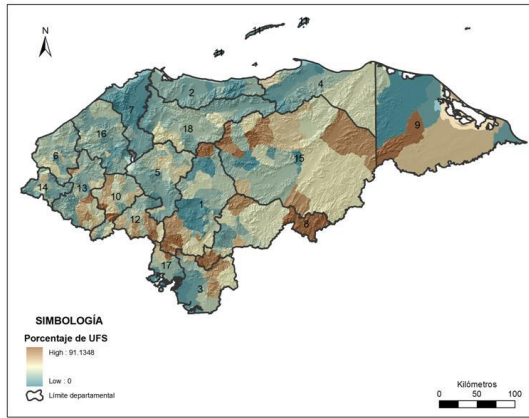 N
11
2
4
7
18
16
9
6
15
5
14
13
10
1
12
8
17
3
SIMBOLOGÍA
Porcentaje de UFS
High : 91.1348
Low : 0
Límite departamental
Kilómetros
0 50 100